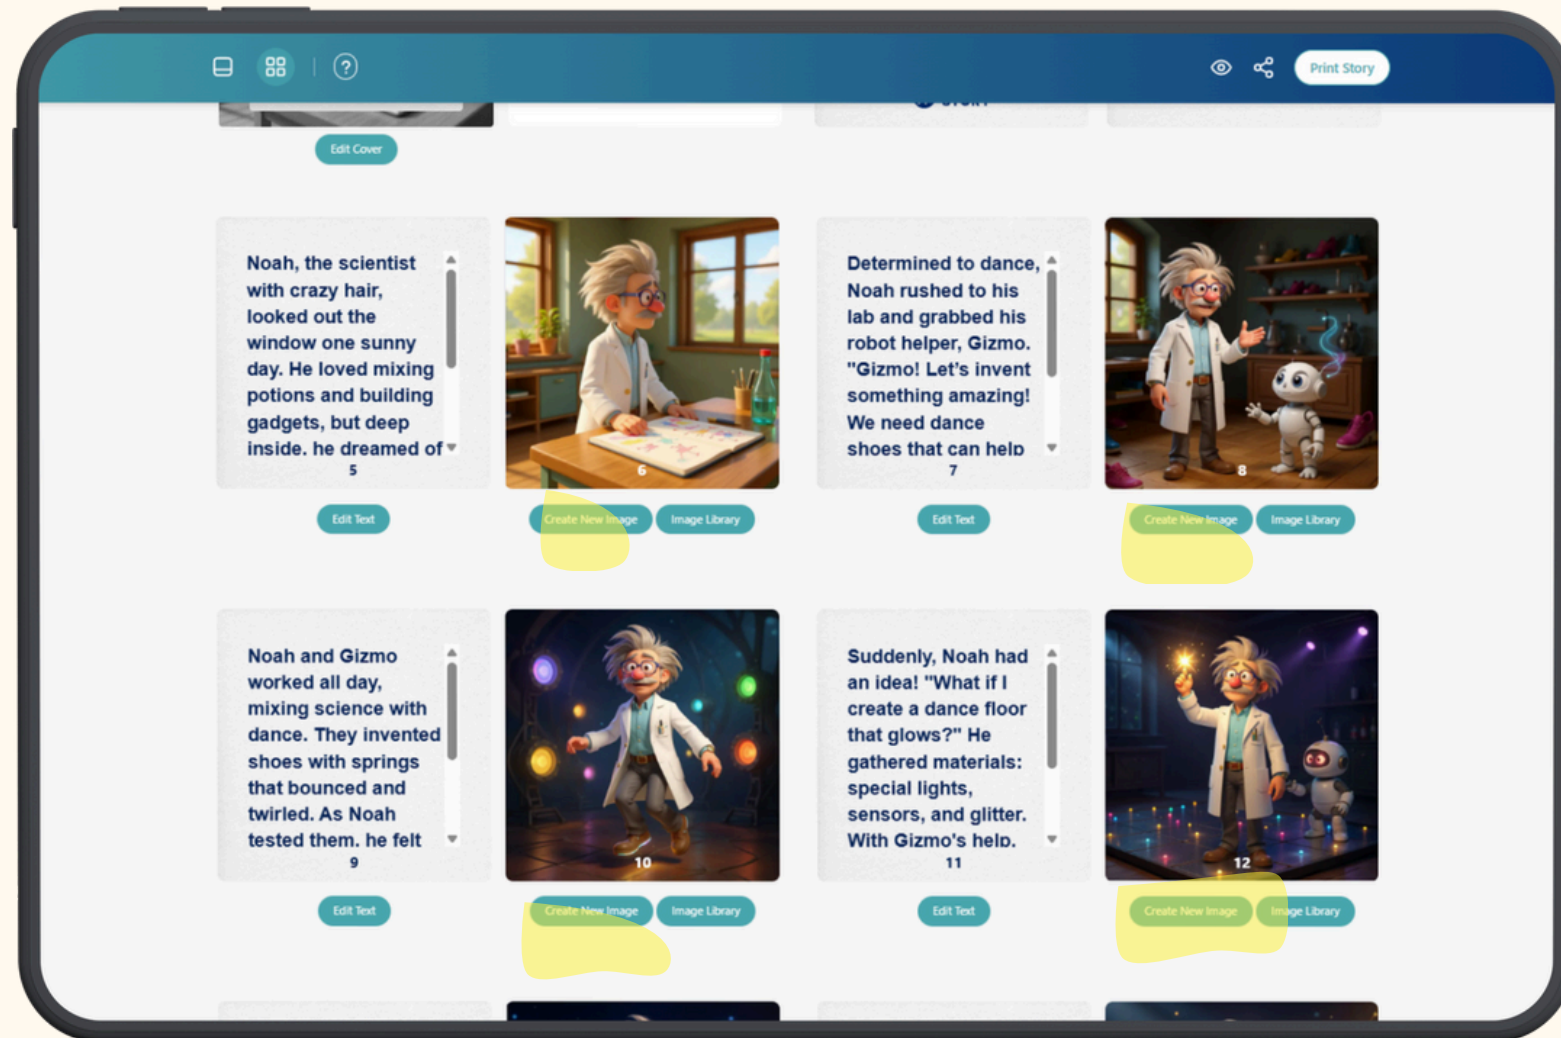 ?
Print Story
Edit Cover
Noah, the scientist
with crazy hair,
looked out the
window one sunny
day. He loved mixing
potions and building
gadgets, but deep
inside, he dreamed of
5
6
Determined to dance,
Noah rushed to his
lab and grabbed his
robot helper, Gizmo.
"Gizmo! Let's invent
something amazing!
We need dance
shoes that can help
7
8
Edit Text
Create New Image
Image Library
Edit Text
Create New Image
Image Library
Noah and Gizmo
worked all day,
mixing science with
dance. They invented
shoes with springs
that bounced and
twirled. As Noah
tested them, he felt
9
10
Suddenly, Noah had
an idea! "What if I
create a dance floor
that glows?" He
gathered materials:
special lights,
sensors, and glitter.
With Gizmo's help,
11
12
Edit Text
Create New Image
Image Library
Edit Text
Create New Image
Image Library